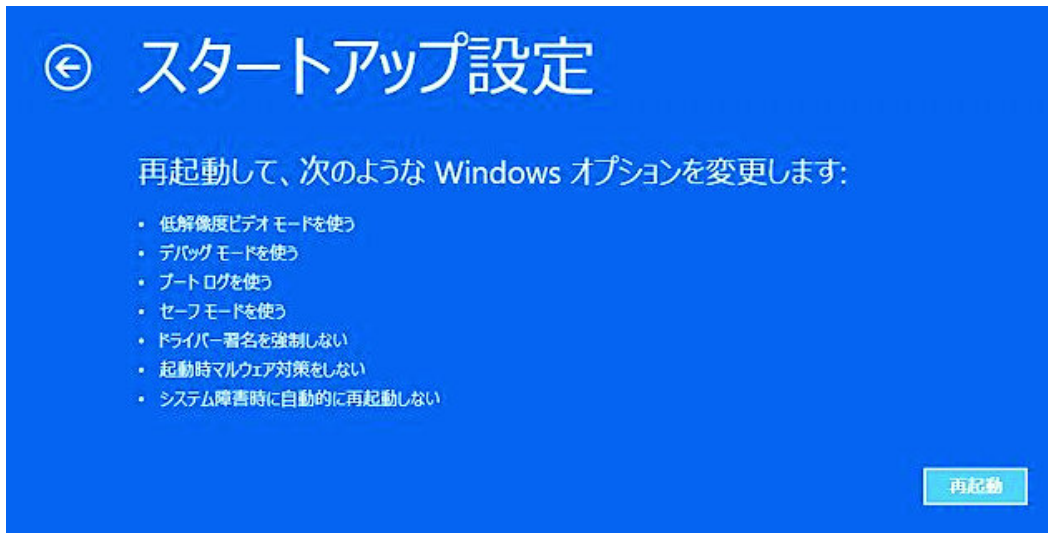 スタートアップ設定
再起動して、次のような Windows オプションを変更します:
• 低解像度ビデオ モードを使う
• デバッグ モードを使う
• ブート ログを使う
• セーフ モードを使う
• ドライバー署名を強制しない
• 起動時マルウェア対策をしない
• システム障害時に自動的に再起動しない
再起動